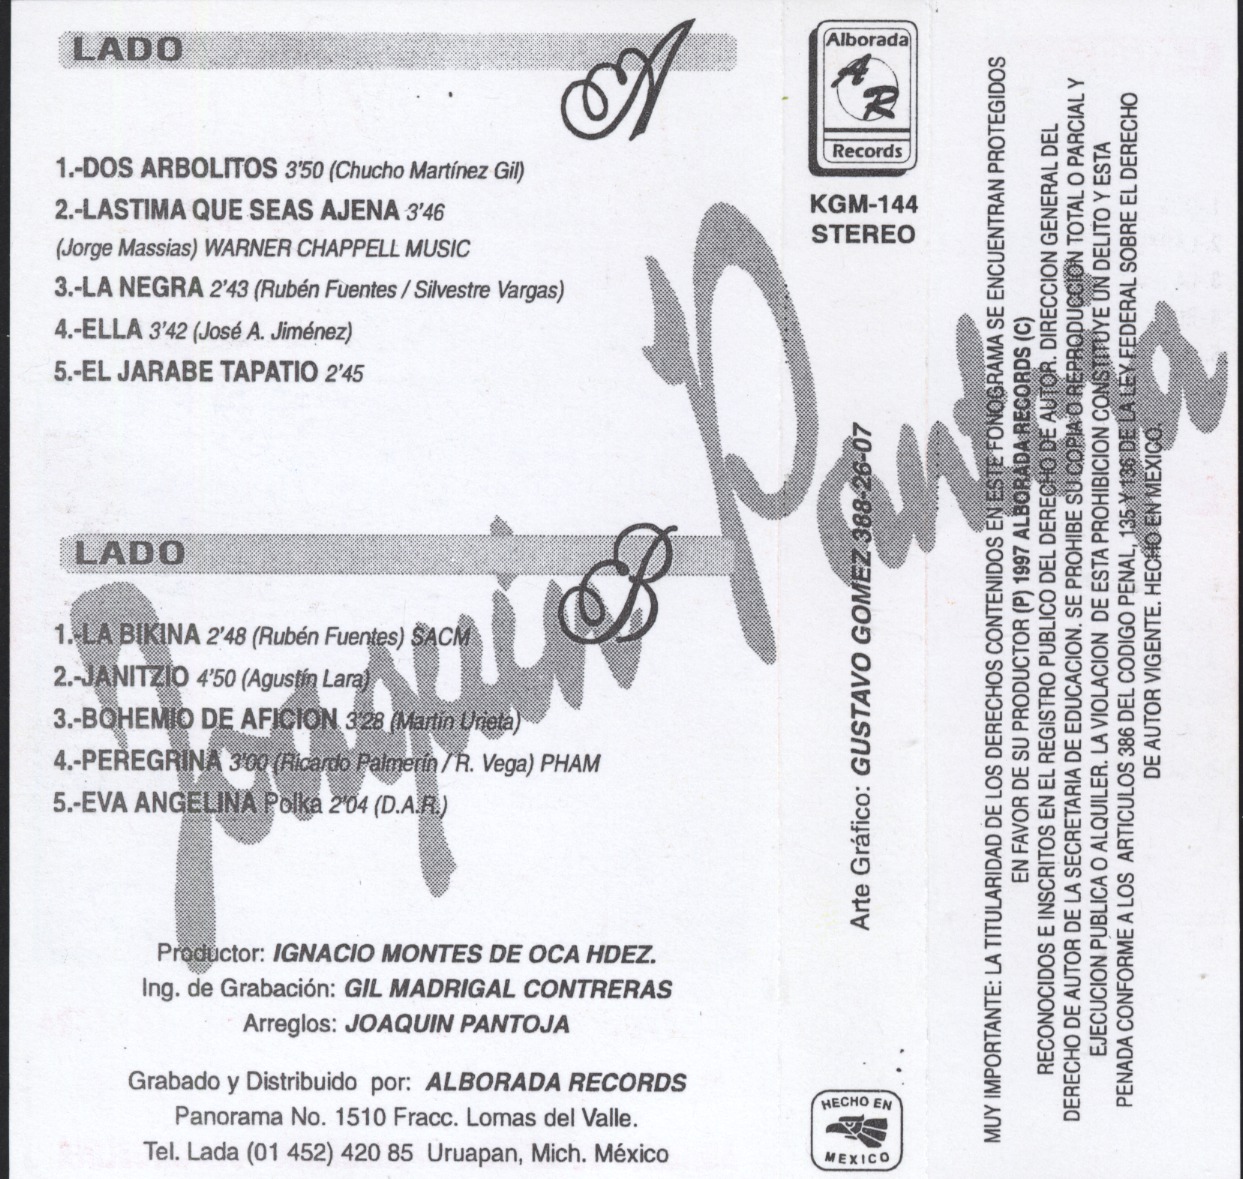 LADO A
1.-DOS ARBOLITOS 3'50 (Chucho Martínez Gil)
2.-LASTIMA QUE SEAS AJENA 3'46
(Jorge Massias) WARNER CHAPPELL MUSIC
3.-LA NEGRA 2'43 (Rubén Fuentes / Silvestre Vargas)
4.-ELLA 3'42 (José A. Jiménez)
5.-EL JARABE TAPATIO 2'45
LADO B
1.-LA BIKINA 2'48 (Rubén Fuentes) SACM
2.-JANITZIO 4'50 (Agustín Lara)
3.-BOHEMIO DE AFICION 3'28 (Martín Urieta)
4.-PEREGRINA 3'00 (Ricardo Palmerín / R. Vega) PHAM
5.-EVA ANGELINA Polka 2'04 (D.A.R.)
Joaquin Pantoja
Productor: IGNACIO MONTES DE OCA HDEZ.
Ing. de Grabación: GIL MADRIGAL CONTRERAS
Arreglos: JOAQUIN PANTOJA
Grabado y Distribuido por: ALBORADA RECORDS
Panorama No. 1510 Fracc. Lomas del Valle.
Tel. Lada (01 452) 420 85 Uruapan, Mich. México
Alborada
AR
Records
KGM-144
STEREO
Arte Gráfico: GUSTAVO GOMEZ 388-26-07
HECHO EN
MEXICO
MUY IMPORTANTE: LA TITULARIDAD DE LOS DERECHOS CONTENIDOS EN ESTE FONOGRAMA SE ENCUENTRAN PROTEGIDOS
EN FAVOR DE SU PRODUCTOR (P) 1997 ALBORADA RECORDS (C)
RECONOCIDOS E INSCRITOS EN EL REGISTRO PUBLICO DEL DERECHO DE AUTOR. DIRECCION GENERAL DEL
DERECHO DE AUTOR DE LA SECRETARIA DE EDUCACION. SE PROHIBE SU COPIA O REPRODUCCION TOTAL O PARCIAL Y
EJECUCION PUBLICA O ALQUILER. LA VIOLACION DE ESTA PROHIBICION CONSTITUYE UN DELITO Y ESTA
PENADA CONFORME A LOS ARTICULOS 386 DEL CODIGO PENAL, 135 Y 136 DE LA LEY FEDERAL SOBRE EL DERECHO
DE AUTOR VIGENTE. HECHO EN MEXICO.